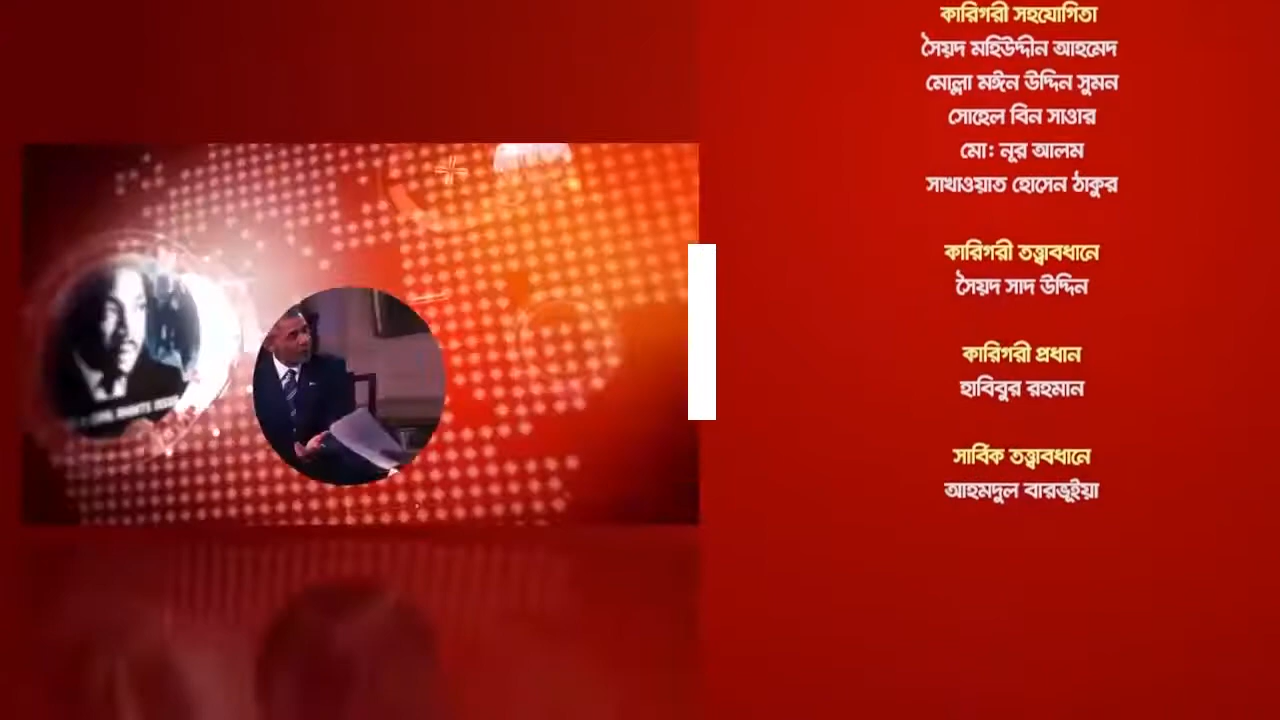 কারিগরী সহযোগিতা
সৈয়দ মহিউদ্দীন আহমেদ
মোল্লা মঈন উদ্দিন সুমন
সোহেল বিন সাওার
মো: নূর আলম
সাখাওয়াত হোসেন ঠাকুর
কারিগরী তত্ত্বাবধানে
সৈয়দ সাদ উদ্দিন
কারিগরী প্রধান
হাবিবুর রহমান
সার্বিক তত্ত্বাবধানে
আহমদুল বারভূইয়া